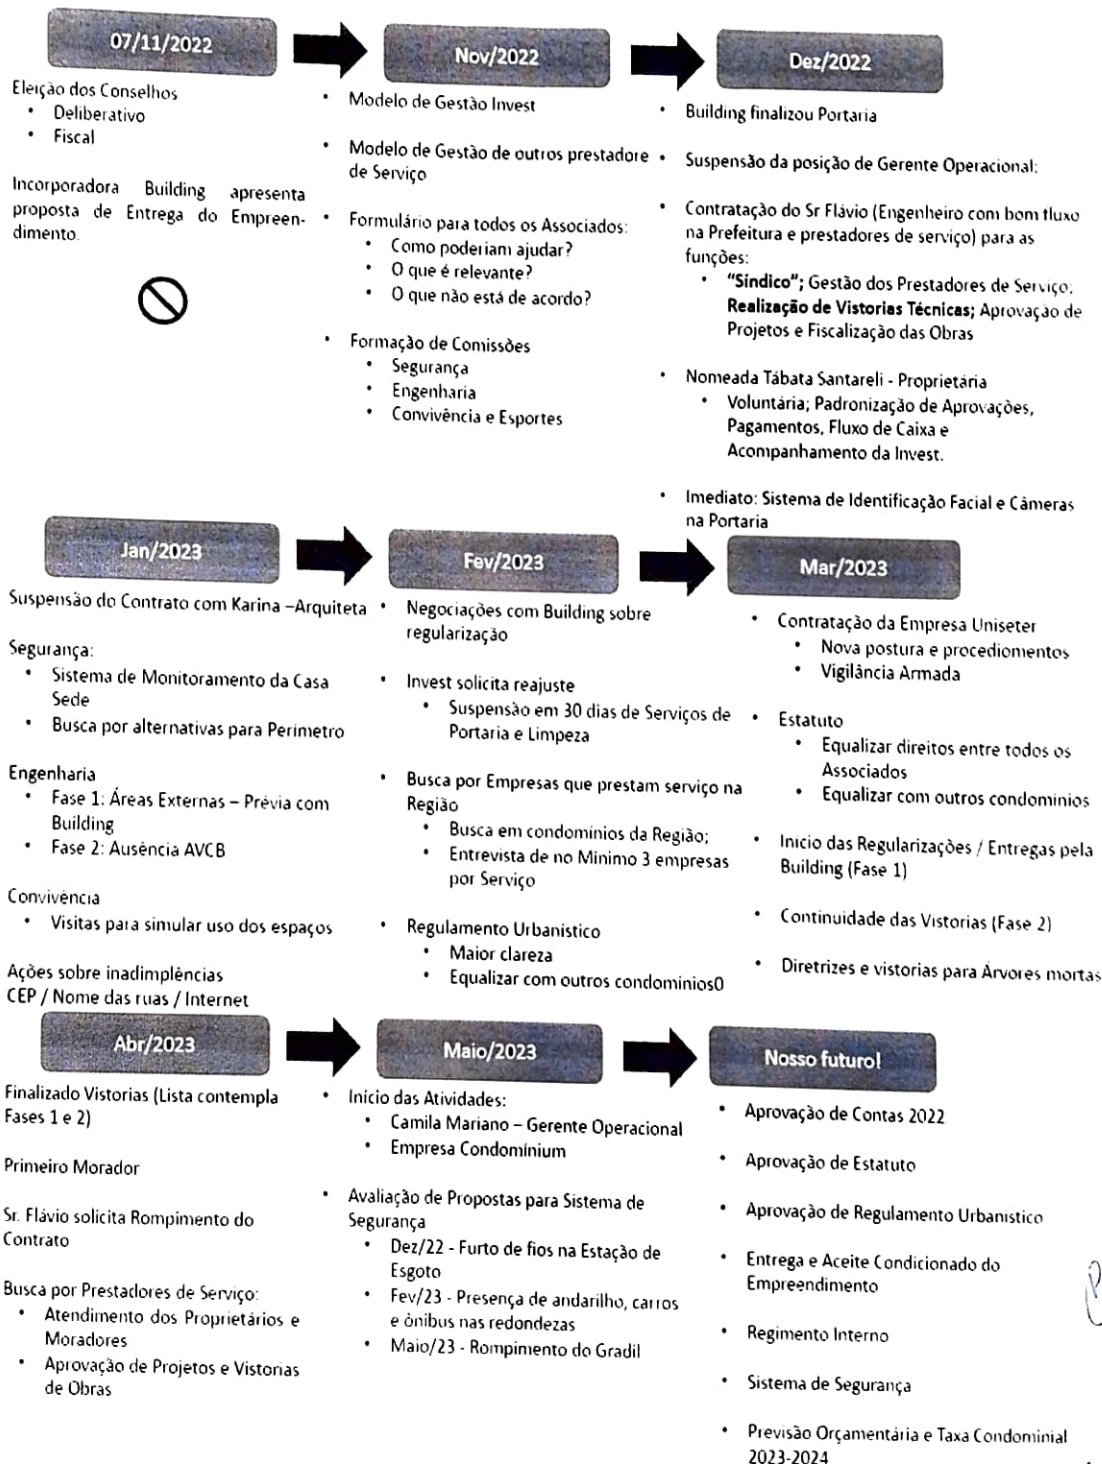 07/11/2022
Eleição dos Conselhos
• Deliberativo
• Fiscal
Incorporadora Building apresenta
proposta de Entrega do Empreen-
dimento.
Nov/2022
• Modelo de Gestão Invest
• Modelo de Gestão de outros prestadore
de Serviço
• Formulário para todos os Associados:
• Como poderiam ajudar?
• O que é relevante?
• O que não está de acordo?
• Formação de Comissões
• Segurança
• Engenharia
• Convivência e Esportes
Dez/2022
• Building finalizou Portaria
• Suspensão da posição de Gerente Operacional:
• Contratação do Sr Flávio (Engenheiro com bom fluxo
na Prefeitura e prestadores de serviço) para as
funções:
• "Síndico"; Gestão dos Prestadores de Serviço;
Realização de Vistorias Técnicas; Aprovação de
Projetos e Fiscalização das Obras
• Nomeada Tábata Santareli - Proprietária
• Voluntária; Padronização de Aprovações,
Pagamentos, Fluxo de Caixa e
Acompanhamento da Invest.
• Imediato: Sistema de Identificação Facial e Câmeras
na Portaria
Jan/2023
Suspensão do Contrato com Karina –Arquiteta
Segurança:
• Sistema de Monitoramento da Casa
Sede
• Busca por alternativas para Perímetro
Engenharia
• Fase 1: Áreas Externas – Prévia com
Building
• Fase 2: Ausência AVCB
Convivência
• Visitas para simular uso dos espaços
Ações sobre inadimplências
CEP / Nome das ruas / Internet
Fev/2023
• Negociações com Building sobre
regularização
• Invest solicita reajuste
• Suspensão em 30 dias de Serviços de
Portaria e Limpeza
• Busca por Empresas que prestam serviço na
Região
• Busca em condomínios da Região;
• Entrevista de no Mínimo 3 empresas
por Serviço
• Regulamento Urbanístico
• Maior clareza
• Equalizar com outros condomínios0
Mar/2023
• Contratação da Empresa Uniseter
• Nova postura e procediomentos
• Vigilância Armada
• Estatuto
• Equalizar direitos entre todos os
Associados
• Equalizar com outros condomínios
• Início das Regularizações / Entregas pela
Building (Fase 1)
• Continuidade das Vistorias (Fase 2)
• Diretrizes e vistorias para Árvores mortas
Abr/2023
Finalizado Vistorias (Lista contempla
Fases 1 e 2)
Primeiro Morador
Sr. Flávio solicita Rompimento do
Contrato
Busca por Prestadores de Serviço:
• Atendimento dos Proprietários e
Moradores
• Aprovação de Projetos e Vistorias
de Obras
Maio/2023
• Início das Atividades:
• Camila Mariano – Gerente Operacional
• Empresa Condomínium
• Avaliação de Propostas para Sistema de
Segurança
• Dez/22 - Furto de fios na Estação de
Esgoto
• Fev/23 - Presença de andarilho, carros
e ônibus nas redondezas
• Maio/23 - Rompimento do Gradil
Nosso futuro!
• Aprovação de Contas 2022
• Aprovação de Estatuto
• Aprovação de Regulamento Urbanístico
• Entrega e Aceite Condicionado do
Empreendimento
• Regimento Interno
• Sistema de Segurança
• Previsão Orçamentária e Taxa Condominial
2023-2024